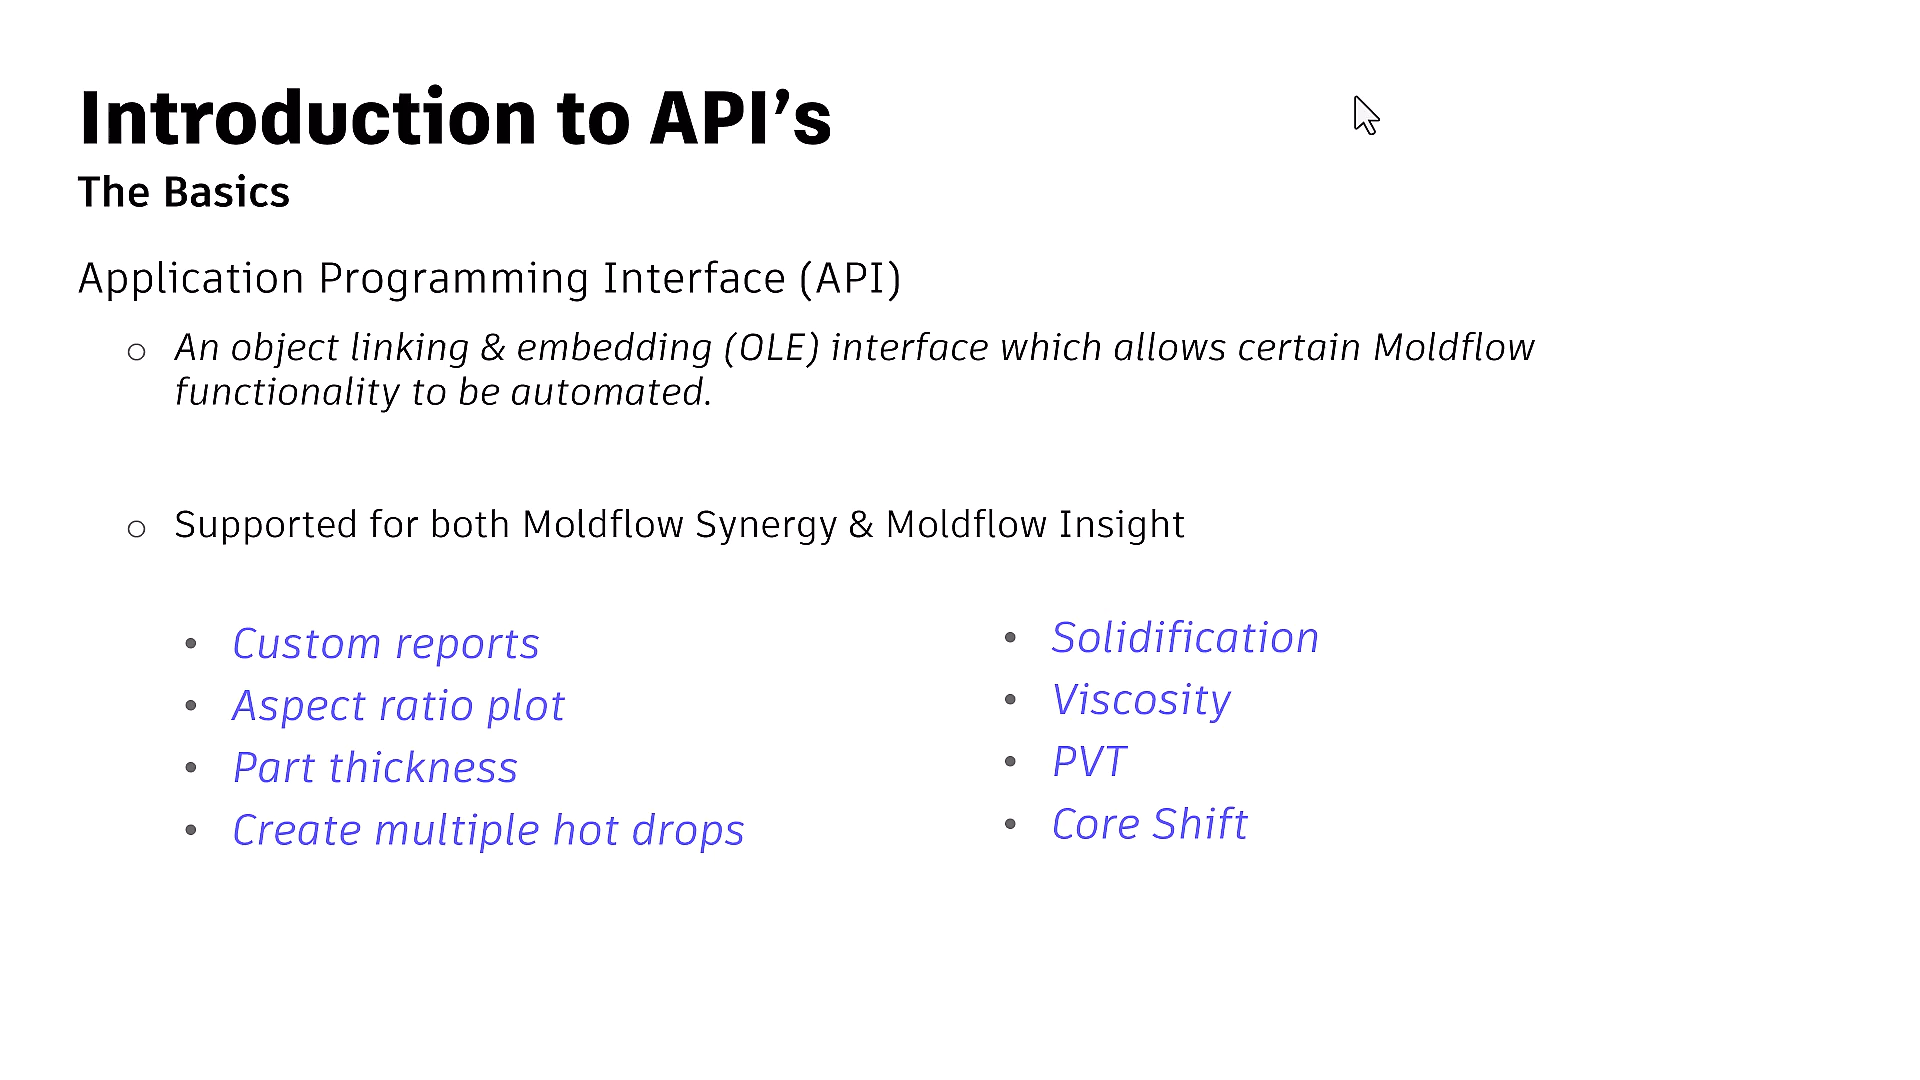 Introduction to API’s
The Basics
Application Programming Interface (API)
An object linking & embedding (OLE) interface which allows certain Moldflow
functionality to be automated.
Supported for both Moldflow Synergy & Moldflow Insight
Custom reports
Aspect ratio plot
Part thickness
Create multiple hot drops
Solidification
Viscosity
PVT
Core Shift